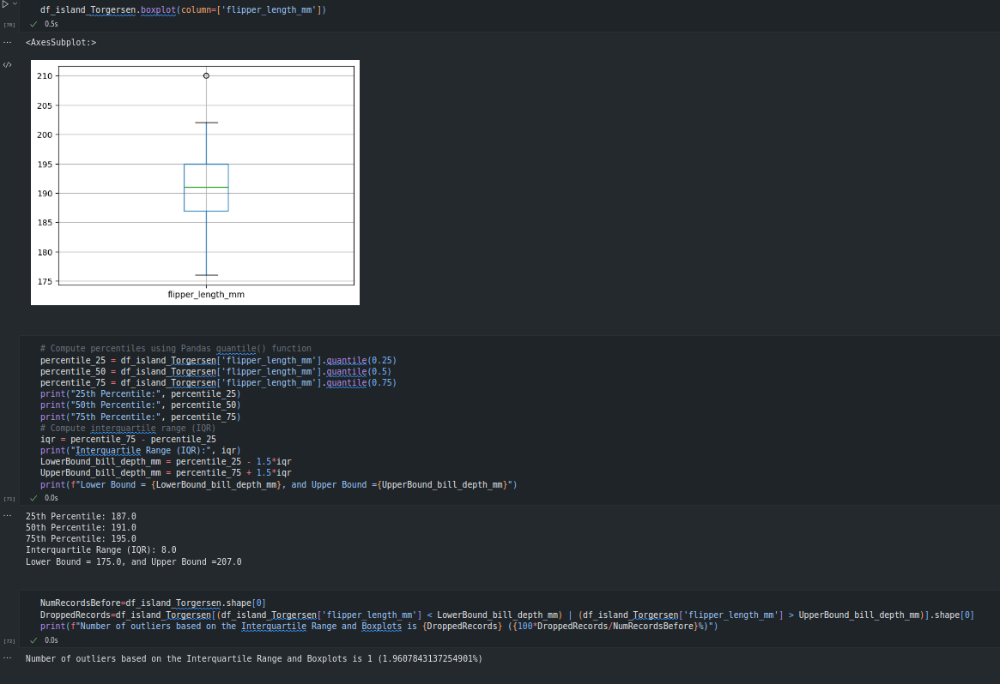 df_island_Torgersen.boxplot(column=['flipper_length_mm'])
[70]
0.5s
<AxesSubplot:>
210
205
200
195
190
185
180
175
flipper_length_mm
# Compute percentiles using Pandas quantile() function
percentile_25 = df_island_Torgersen['flipper_length_mm'].quantile(0.25)
percentile_50 = df_island_Torgersen['flipper_length_mm'].quantile(0.5)
percentile_75 = df_island_Torgersen['flipper_length_mm'].quantile(0.75)
print("25th Percentile:", percentile_25)
print("50th Percentile:", percentile_50)
print("75th Percentile:", percentile_75)
# Compute interquartile range (IQR)
iqr = percentile_75 - percentile_25
print("Interquartile Range (IQR):", iqr)
LowerBound_bill_depth_mm = percentile_25 - 1.5*iqr
UpperBound_bill_depth_mm = percentile_75 + 1.5*iqr
print(f"Lower Bound = {LowerBound_bill_depth_mm}, and Upper Bound ={UpperBound_bill_depth_mm}")
[71]
0.0s
25th Percentile: 187.0
50th Percentile: 191.0
75th Percentile: 195.0
Interquartile Range (IQR): 8.0
Lower Bound = 175.0, and Upper Bound =207.0
NumRecordsBefore=df_island_Torgersen.shape[0]
DroppedRecords=df_island_Torgersen[(df_island_Torgersen['flipper_length_mm'] < LowerBound_bill_depth_mm) | (df_island_Torgersen['flipper_length_mm'] > UpperBound_bill_depth_mm)].shape[0]
print(f"Number of outliers based on the Interquartile Range and Boxplots is {DroppedRecords} ({100*DroppedRecords/NumRecordsBefore}%)")
[72]
0.0s
Number of outliers based on the Interquartile Range and Boxplots is 1 (1.9607843137254901%)